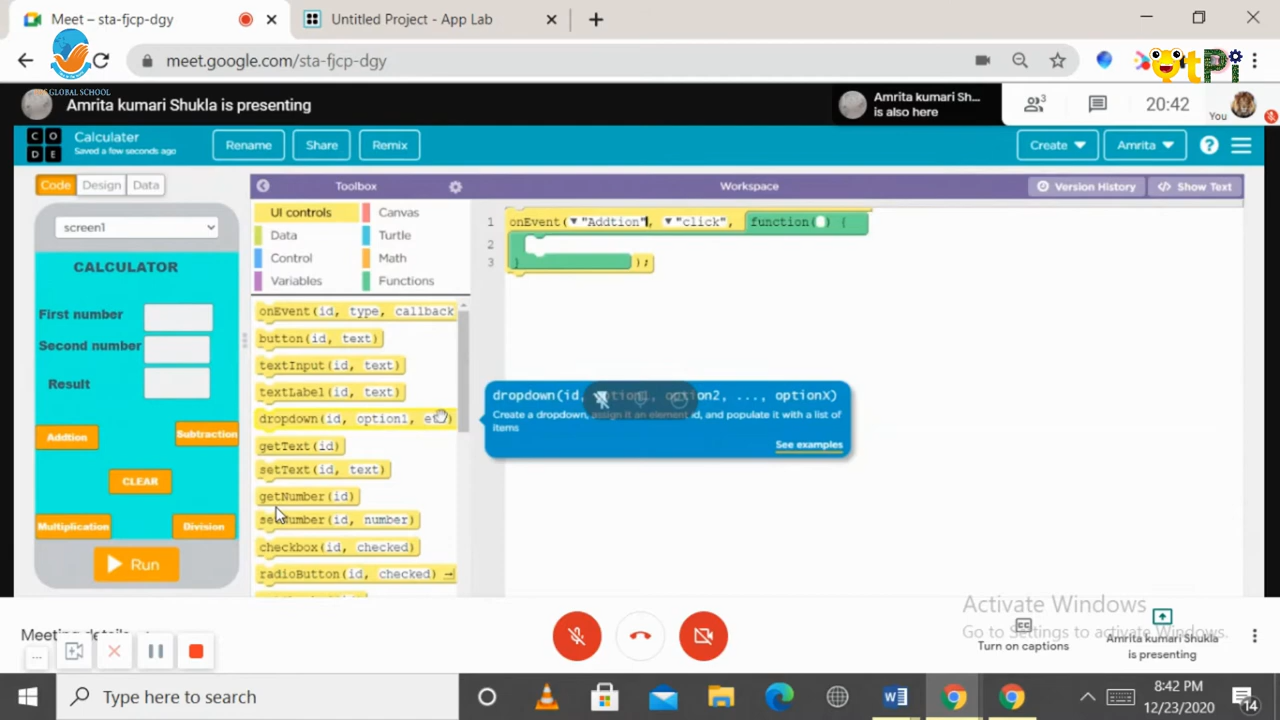 Meet – sta-fjcp-dgy
Untitled Project - App Lab
meet.google.com/sta-fjcp-dgy
GLOBAL SCHOOL
Amrita kumari Shukla is presenting
Amrita kumari Sh...
is also here
3
20:42
You
CODE
Calculater
Saved a few seconds ago
Rename
Share
Remix
Create
Amrita
Code
Design
Data
Toolbox
Workspace
Version History
Show Text
screen1
CALCULATOR
First number
Second number
Result
Addtion
Subtraction
CLEAR
Multiplication
Division
Run
UI controls
Canvas
Data
Turtle
Control
Math
Variables
Functions
onEvent(id, type, callback
button(id, text)
textInput(id, text)
textLabel(id, text)
dropdown(id, option1, etc)
getText(id)
setText(id, text)
getNumber(id)
setNumber(id, number)
checkbox(id, checked)
radioButton(id, checked)
1 onEvent( "Addtion", "click", function( ) {
2
3 } );
dropdown(id, option1, option2, ..., optionX)
Create a dropdown, assign it an element id, and populate it with a list of
items
See examples
Activate Windows
Go to Settings to activate Windows.
Meeting details
Turn on captions
Amrita kumari Shukla
is presenting
Type here to search
8:42 PM
12/23/2020
14